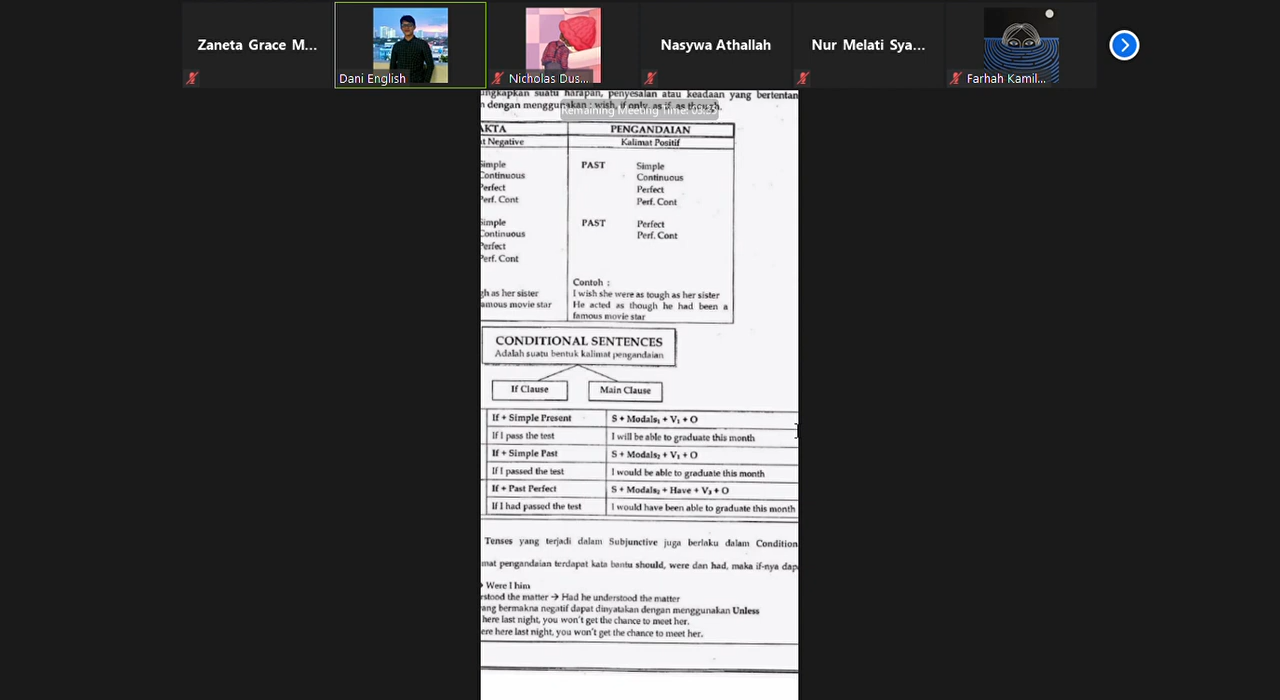 Zaneta Grace M...
Dani English
Nicholas Dus...
Nasywa Athallah
Nur Melati Sya...
Farhah Kamil...
ungkapkan suatu harapan, penyesalan atau keadaan yang bertentan
n dengan menggunakan : wish, if only, as if, as though.
Remaining Meeting Time: 05:25
AKTA PENGANDAIAN
t Negative Kalimat Positif
Simple PAST Simple
Continuous Continuous
Perfect Perfect
Perf. Cont Perf. Cont
Simple PAST Perfect
Continuous Perf. Cont
Perfect
Perf. Cont
Contoh :
gh as her sister I wish she were as tough as her sister
famous movie star He acted as though he had been a
famous movie star
CONDITIONAL SENTENCES
Adalah suatu bentuk kalimat pengandaian
If Clause Main Clause
If + Simple Present S + Modals₁ + V₁ + O
If I pass the test I will be able to graduate this month
If + Simple Past S + Modals₂ + V₁ + O
If I passed the test I would be able to graduate this month
If + Past Perfect S + Modals₂ + Have + V₃ + O
If I had passed the test I would have been able to graduate this month
Tenses yang terjadi dalam Subjunctive juga berlaku dalam Condition
mat pengandaian terdapat kata bantu should, were dan had, maka if-nya dapa
Were I him
rstood the matter → Had he understood the matter
yang bermakna negatif dapat dinyatakan dengan menggunakan Unless
here last night, you won't get the chance to meet her.
ere here last night, you won't get the chance to meet her.